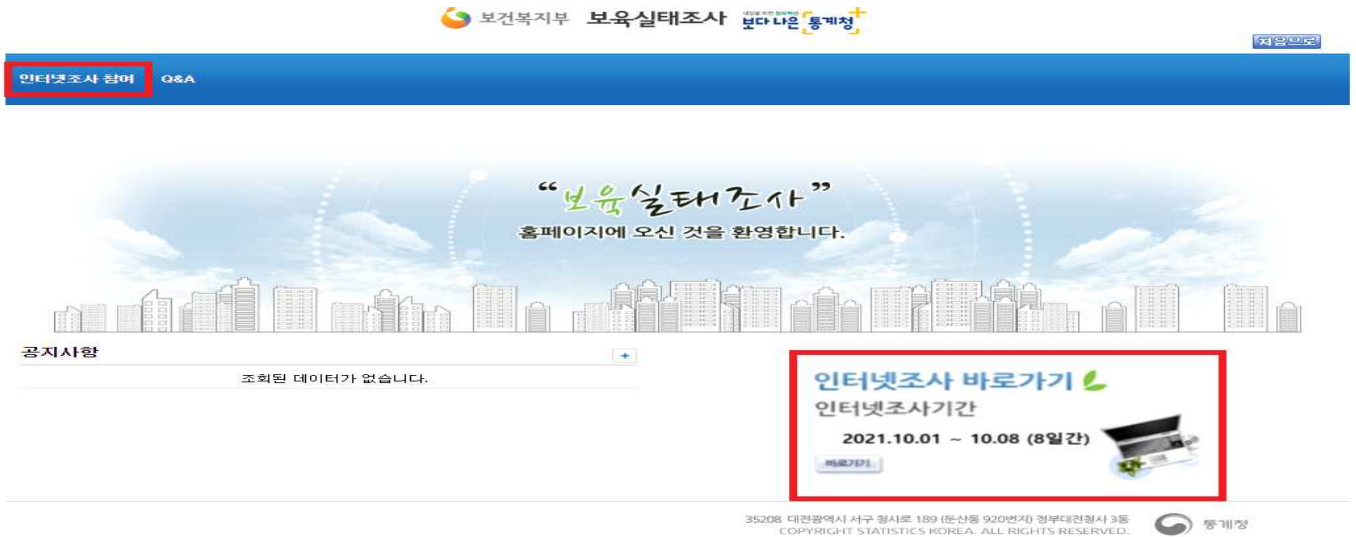 보건복지부 보육실태조사 보다 나은 통계청
처음으로
인터넷조사 참여 Q&A
“보육실태조사”
홈페이지에 오신 것을 환영합니다.
공지사항
+
조회된 데이터가 없습니다.
인터넷조사 바로가기
인터넷조사기간
2021.10.01 ~ 10.08 (8일간)
바로가기
35208 대전광역시 서구 청사로 189 (둔산동 920번지) 정부대전청사 3동
COPYRIGHT STATISTICS KOREA. ALL RIGHTS RESERVED.
통계청